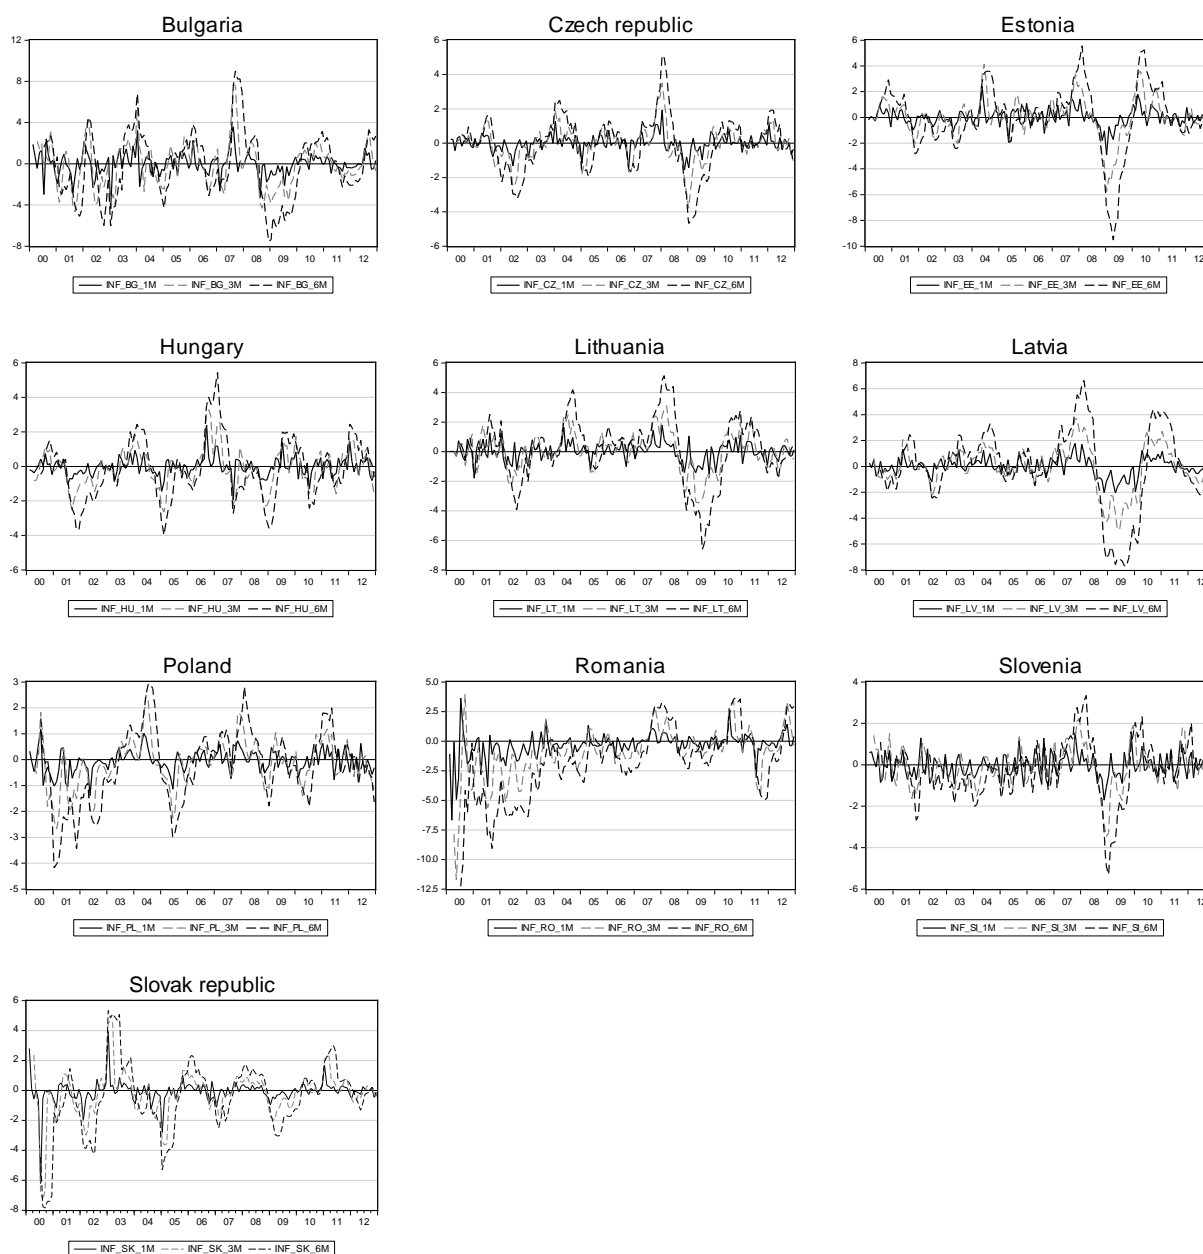 Bulgaria
12
8
4
0
-4
-8
00 01 02 03 04 05 06 07 08 09 10 11 12
INF_BG_1M INF_BG_3M INF_BG_6M
Czech republic
6
4
2
0
-2
-4
-6
00 01 02 03 04 05 06 07 08 09 10 11 12
INF_CZ_1M INF_CZ_3M INF_CZ_6M
Estonia
6
4
2
0
-2
-4
-6
-8
-10
00 01 02 03 04 05 06 07 08 09 10 11 12
INF_EE_1M INF_EE_3M INF_EE_6M
Hungary
6
4
2
0
-2
-4
-6
00 01 02 03 04 05 06 07 08 09 10 11 12
INF_HU_1M INF_HU_3M INF_HU_6M
Lithuania
6
4
2
0
-2
-4
-6
-8
00 01 02 03 04 05 06 07 08 09 10 11 12
INF_LT_1M INF_LT_3M INF_LT_6M
Latvia
8
6
4
2
0
-2
-4
-6
-8
00 01 02 03 04 05 06 07 08 09 10 11 12
INF_LV_1M INF_LV_3M INF_LV_6M
Poland
3
2
1
0
-1
-2
-3
-4
-5
00 01 02 03 04 05 06 07 08 09 10 11 12
INF_PL_1M INF_PL_3M INF_PL_6M
Romania
5.0
2.5
0.0
-2.5
-5.0
-7.5
-10.0
-12.5
00 01 02 03 04 05 06 07 08 09 10 11 12
INF_RO_1M INF_RO_3M INF_RO_6M
Slovenia
4
2
0
-2
-4
-6
00 01 02 03 04 05 06 07 08 09 10 11 12
INF_SI_1M INF_SI_3M INF_SI_6M
Slovak republic
6
4
2
0
-2
-4
-6
-8
00 01 02 03 04 05 06 07 08 09 10 11 12
INF_SK_1M INF_SK_3M INF_SK_6M